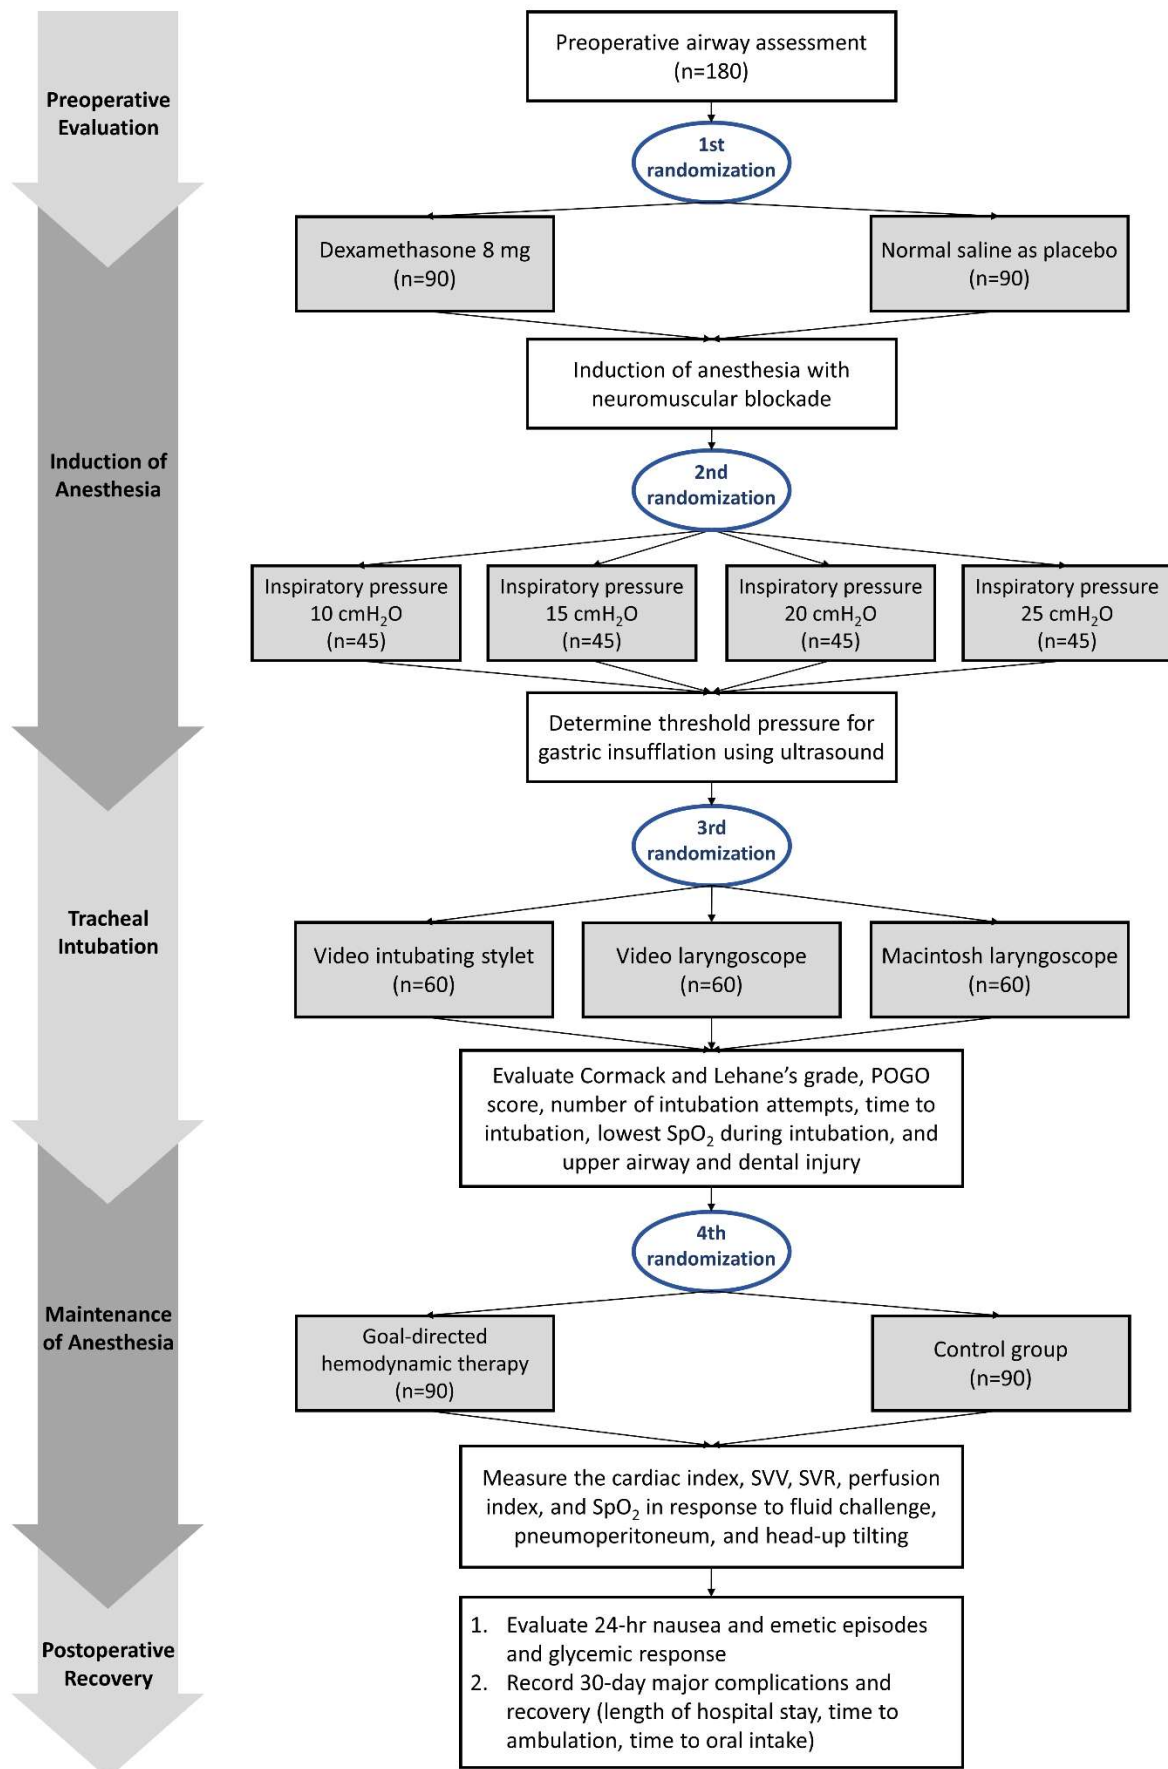 Preoperative airway assessment
(n=180)
Preoperative
Evaluation
1st
randomization
Dexamethasone 8 mg
(n=90)
Normal saline as placebo
(n=90)
Induction of anesthesia with
neuromuscular blockade
Induction of
Anesthesia
2nd
randomization
Inspiratory pressure
10 cmH₂O
(n=45)
Inspiratory pressure
15 cmH₂O
(n=45)
Inspiratory pressure
20 cmH₂O
(n=45)
Inspiratory pressure
25 cmH₂O
(n=45)
Determine threshold pressure for
gastric insufflation using ultrasound
3rd
randomization
Tracheal
Intubation
Video intubating stylet
(n=60)
Video laryngoscope
(n=60)
Macintosh laryngoscope
(n=60)
Evaluate Cormack and Lehane’s grade, POGO
score, number of intubation attempts, time to
intubation, lowest SpO₂ during intubation, and
upper airway and dental injury
4th
randomization
Maintenance
of Anesthesia
Goal-directed
hemodynamic therapy
(n=90)
Control group
(n=90)
Measure the cardiac index, SVV, SVR, perfusion
index, and SpO₂ in response to fluid challenge,
pneumoperitoneum, and head-up tilting
Postoperative
Recovery
1. Evaluate 24-hr nausea and emetic episodes
and glycemic response
2. Record 30-day major complications and
recovery (length of hospital stay, time to
ambulation, time to oral intake)